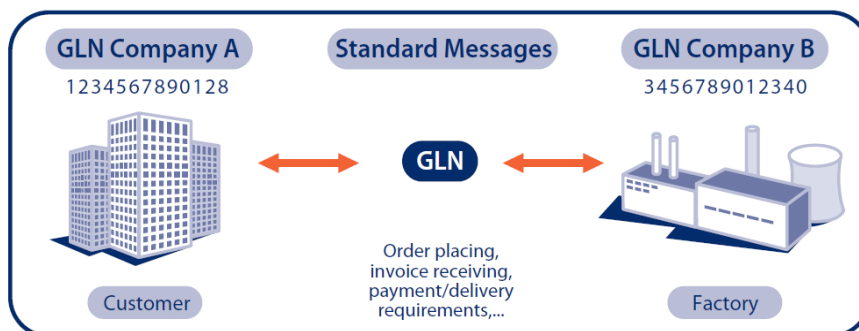 GLN Company A
Standard Messages
GLN Company B
1234567890128
3456789012340
GLN
Order placing,
invoice receiving,
payment/delivery
requirements,...
Customer
Factory